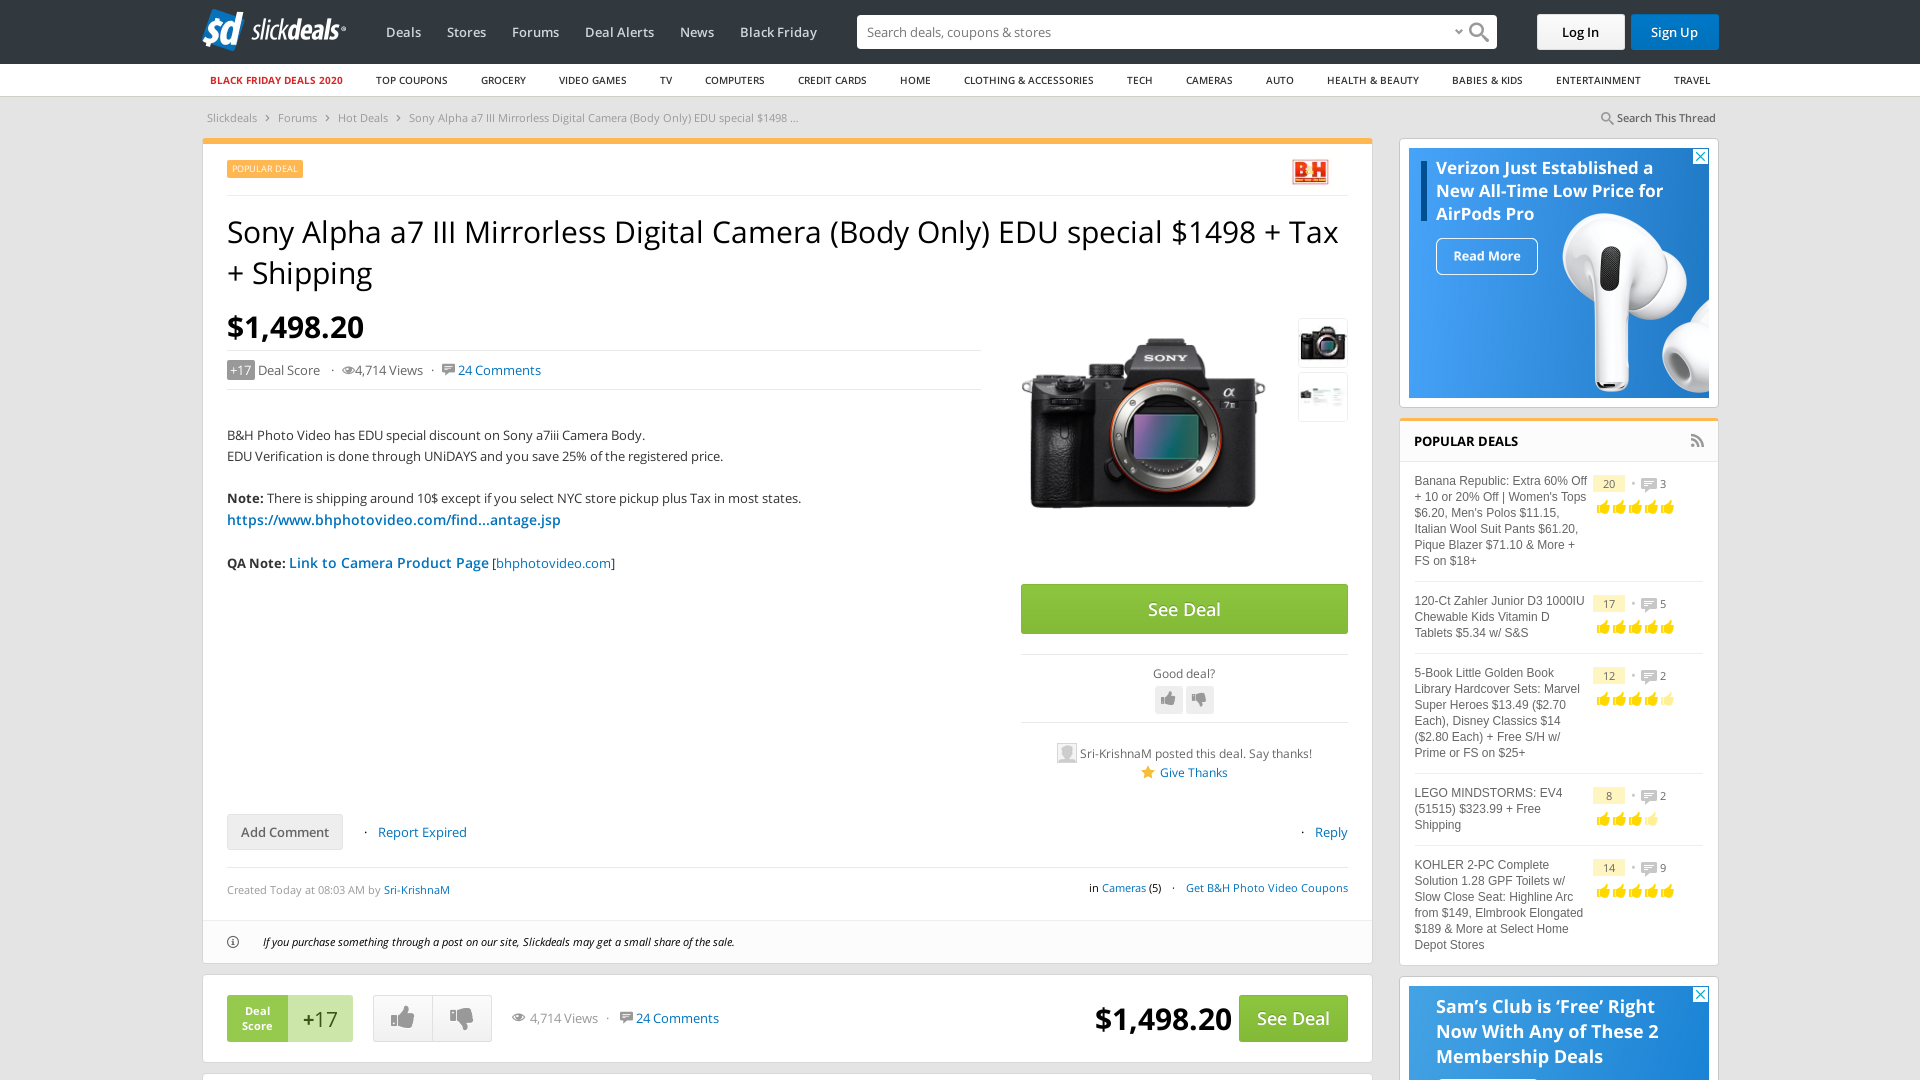 sd slickdeals
Deals Stores Forums Deal Alerts News Black Friday
Search deals, coupons & shopping
Log In Sign Up
BLACK FRIDAY DEALS 2020 TOP COUPONS GROCERY VIDEO GAMES TV COMPUTERS CREDIT CARDS HOME CLOTHING & ACCESSORIES TECH CAMERAS AUTO HEALTH & BEAUTY BABIES & KIDS ENTERTAINMENT TRAVEL
Slickdeals › Forums › Hot Deals › Sony Alpha a7 III Mirrorless Digital Camera (Body Only) EDU special $1498 ...
Search This Thread
POPULAR DEAL
B&H
Sony Alpha a7 III Mirrorless Digital Camera (Body Only) EDU special $1498 + Tax
+ Shipping
$1,498.20
+17 Deal Score · 4,714 Views · 24 Comments
B&H Photo Video has EDU special discount on Sony a7iii Camera Body.
EDU Verification is done through UNiDAYS and you save 25% of the registered price.
Note: There is shipping around 10$ except if you select NYC store pickup plus Tax in most states.
https://www.bhphotovideo.com/find...antage.jsp
QA Note: Link to Camera Product Page [bhphotovideo.com]
SONY
α
7III
See Deal
Good deal?
Sri-KrishnaM posted this deal. Say thanks!
Give Thanks
Add Comment · Report Expired
· Reply
Created Today at 08:03 AM by Sri-KrishnaM
in Cameras (5) · Get B&H Photo Video Coupons
If you purchase something through a post on our site, Slickdeals may get a small share of the sale.
Deal
Score
+17
4,714 Views · 24 Comments
$1,498.20
See Deal
Verizon Just Established a
New All-Time Low Price for
AirPods Pro
Read More
POPULAR DEALS
Banana Republic: Extra 60% Off
+ 10 or 20% Off | Women's Tops
$6.20, Men's Polos $11.15,
Italian Wool Suit Pants $61.20,
Pique Blazer $71.10 & More +
FS on $18+
20 • 3
120-Ct Zahler Junior D3 1000IU
Chewable Kids Vitamin D
Tablets $5.34 w/ S&S
17 • 5
5-Book Little Golden Book
Library Hardcover Sets: Marvel
Super Heroes $13.49 ($2.70
Each), Disney Classics $14
($2.80 Each) + Free S/H w/
Prime or FS on $25+
12 • 2
LEGO MINDSTORMS: EV4
(51515) $323.99 + Free
Shipping
8 • 2
KOHLER 2-PC Complete
Solution 1.28 GPF Toilets w/
Slow Close Seat: Highline Arc
from $149, Elmbrook Elongated
$189 & More at Select Home
Depot Stores
14 • 9
Sam's Club is ‘Free’ Right
Now With Any of These 2
Membership Deals